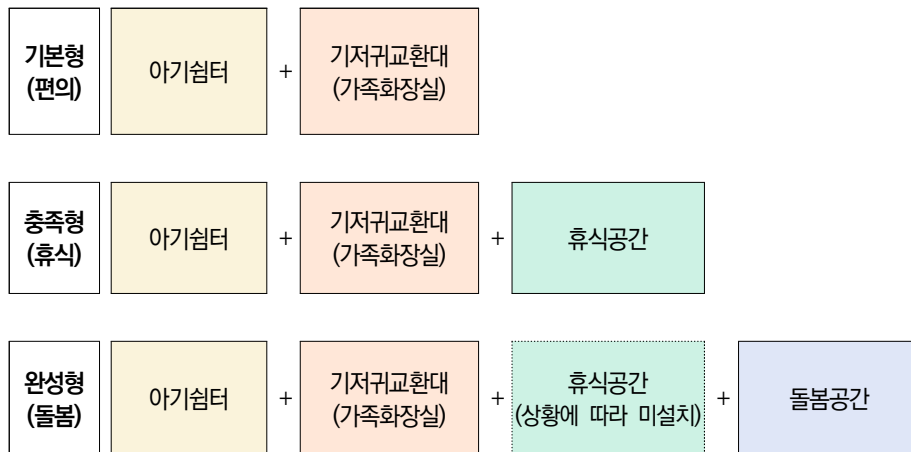 기본형
(편의)
아기쉼터
+
기저귀교환대
(가족화장실)
충족형
(휴식)
아기쉼터
+
기저귀교환대
(가족화장실)
+
휴식공간
완성형
(돌봄)
아기쉼터
+
기저귀교환대
(가족화장실)
+
휴식공간
(상황에 따라 미설치)
+
돌봄공간